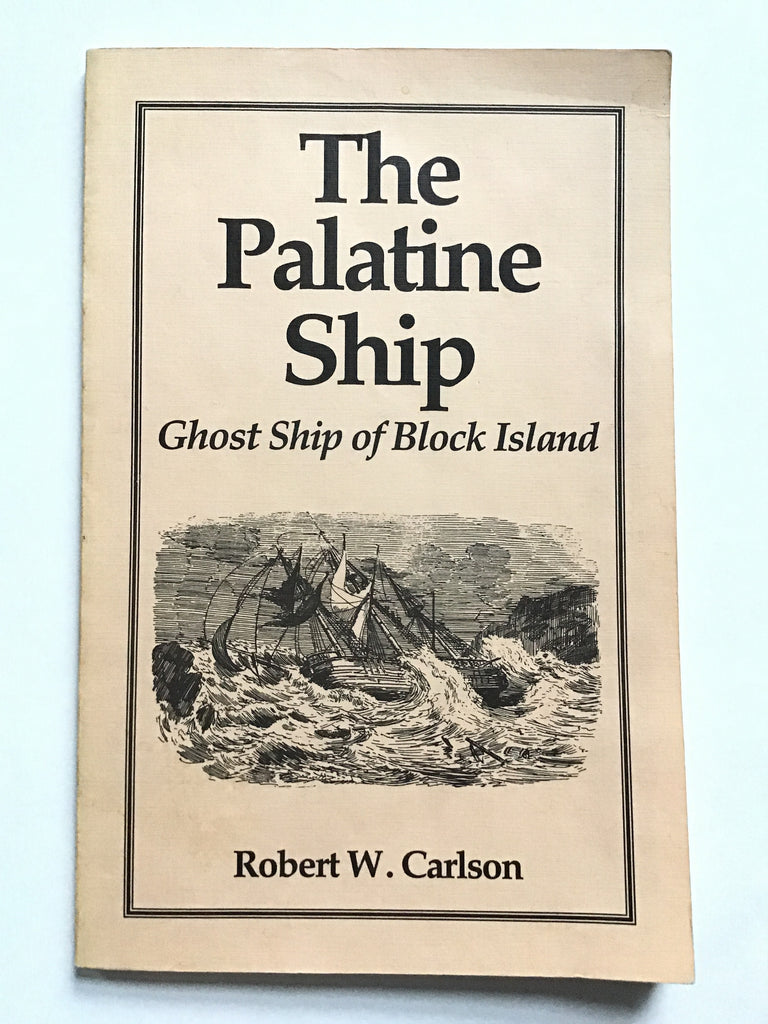 The
Palatine
Ship
Ghost Ship of Block Island
Robert W. Carlson